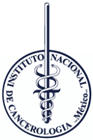 INSTITUTO NACIONAL
DE CANCEROLOGIA -México.